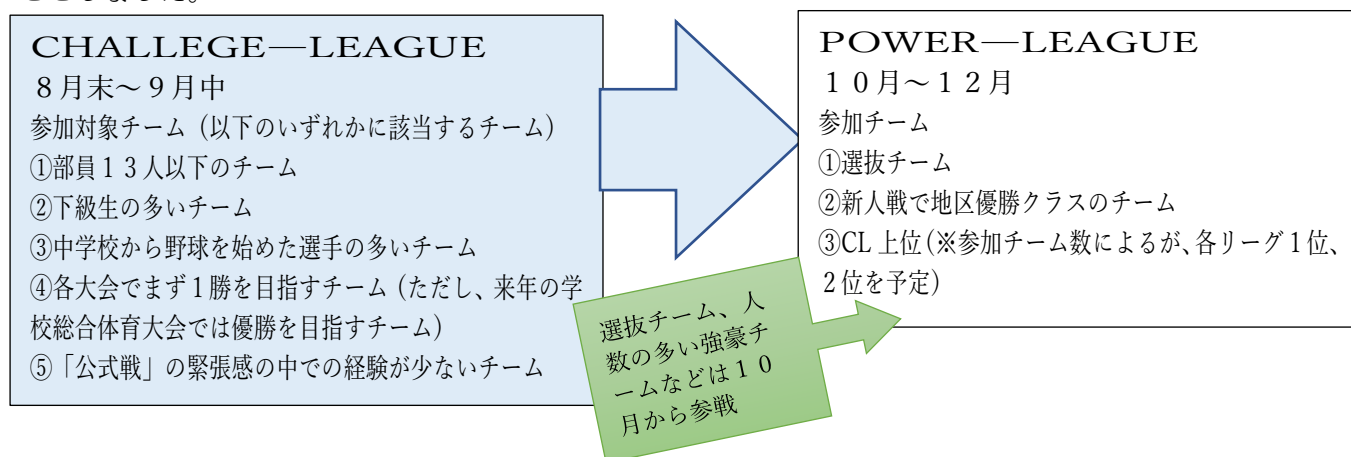 CHALLEGE―LEAGUE
８月末～９月中
参加対象チーム（以下のいずれかに該当するチーム）
①部員１３人以下のチーム
②下級生の多いチーム
③中学校から野球を始めた選手の多いチーム
④各大会でまず１勝を目指すチーム（ただし、来年の学
校総合体育大会では優勝を目指すチーム）
⑤「公式戦」の緊張感の中での経験が少ないチーム
選抜チーム、人
数の多い強豪チ
ームなどは１０
月から参戦
POWER―LEAGUE
１０月～１２月
参加チーム
①選抜チーム
②新人戦で地区優勝クラスのチーム
③CL 上位（※参加チーム数によるが、各リーグ１位、
２位を予定）